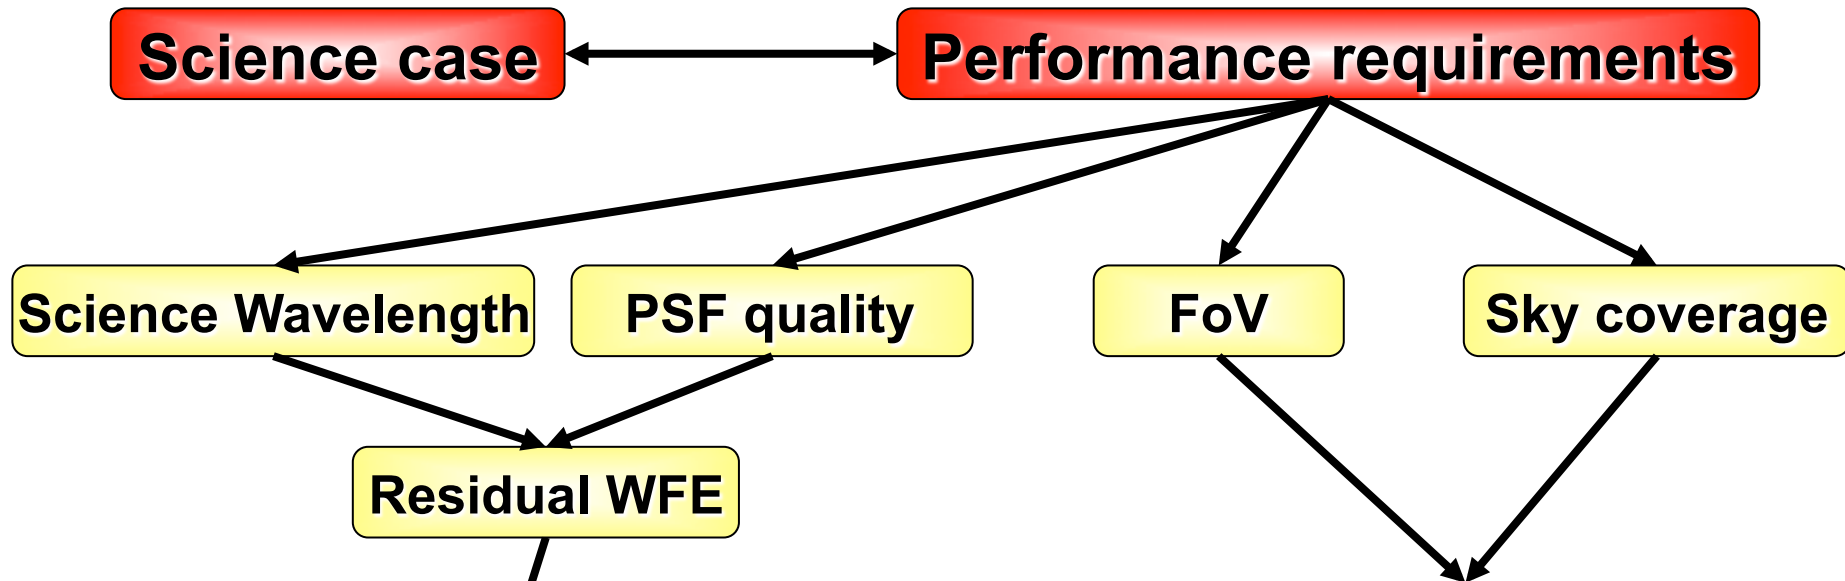 Science case
Performance requirements
Science Wavelength
PSF quality
FoV
Sky coverage
Residual WFE